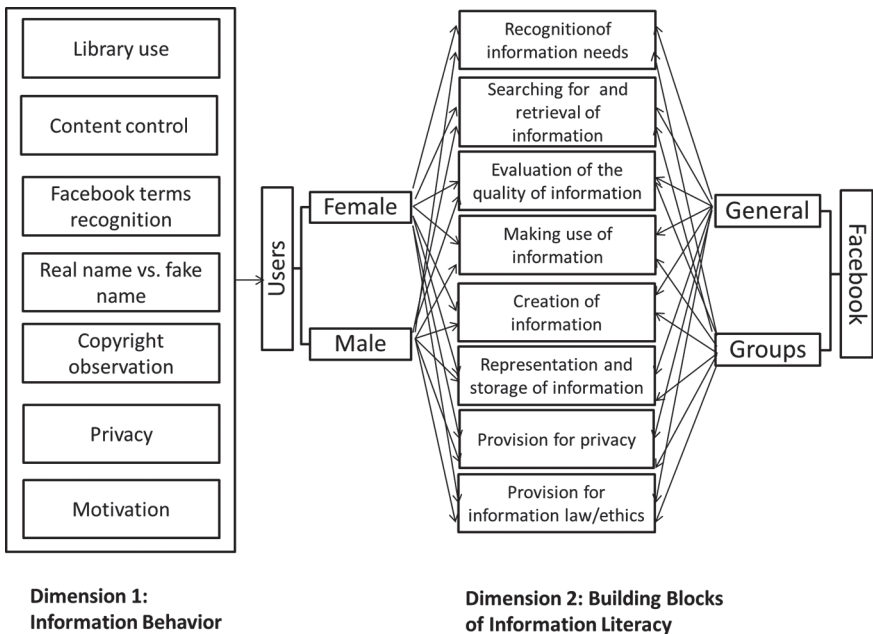 Library use
Content control
Facebook terms
recognition
Real name vs. fake
name
Copyright
observation
Privacy
Motivation
Users
Female
Male
Recognitionof
information needs
Searching for and
retrieval of
information
Evaluation of the
quality of information
Making use of
information
Creation of
information
Representation and
storage of information
Provision for privacy
Provision for
information law/ethics
General
Groups
Facebook
Dimension 1:
Information Behavior
Dimension 2: Building Blocks
of Information Literacy